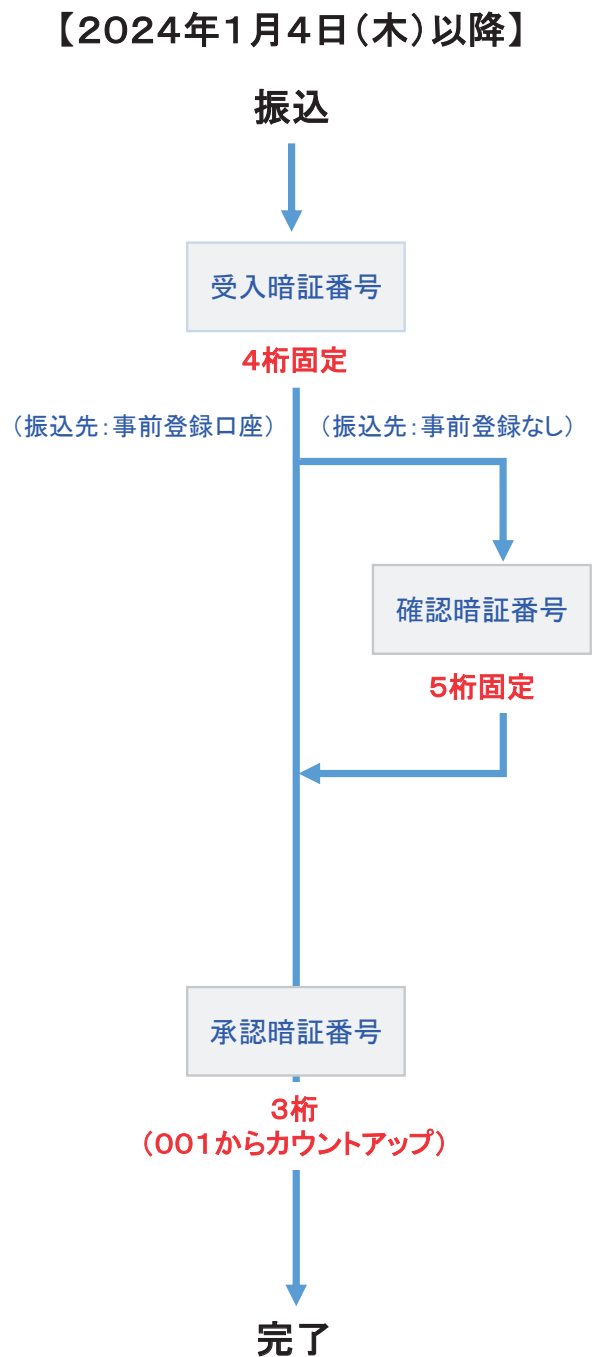 【2024年1月4日（木）以降】
振込
受入暗証番号
4桁固定
（振込先：事前登録口座）
（振込先：事前登録なし）
確認暗証番号
5桁固定
承認暗証番号
3桁
（001からカウントアップ）
完了